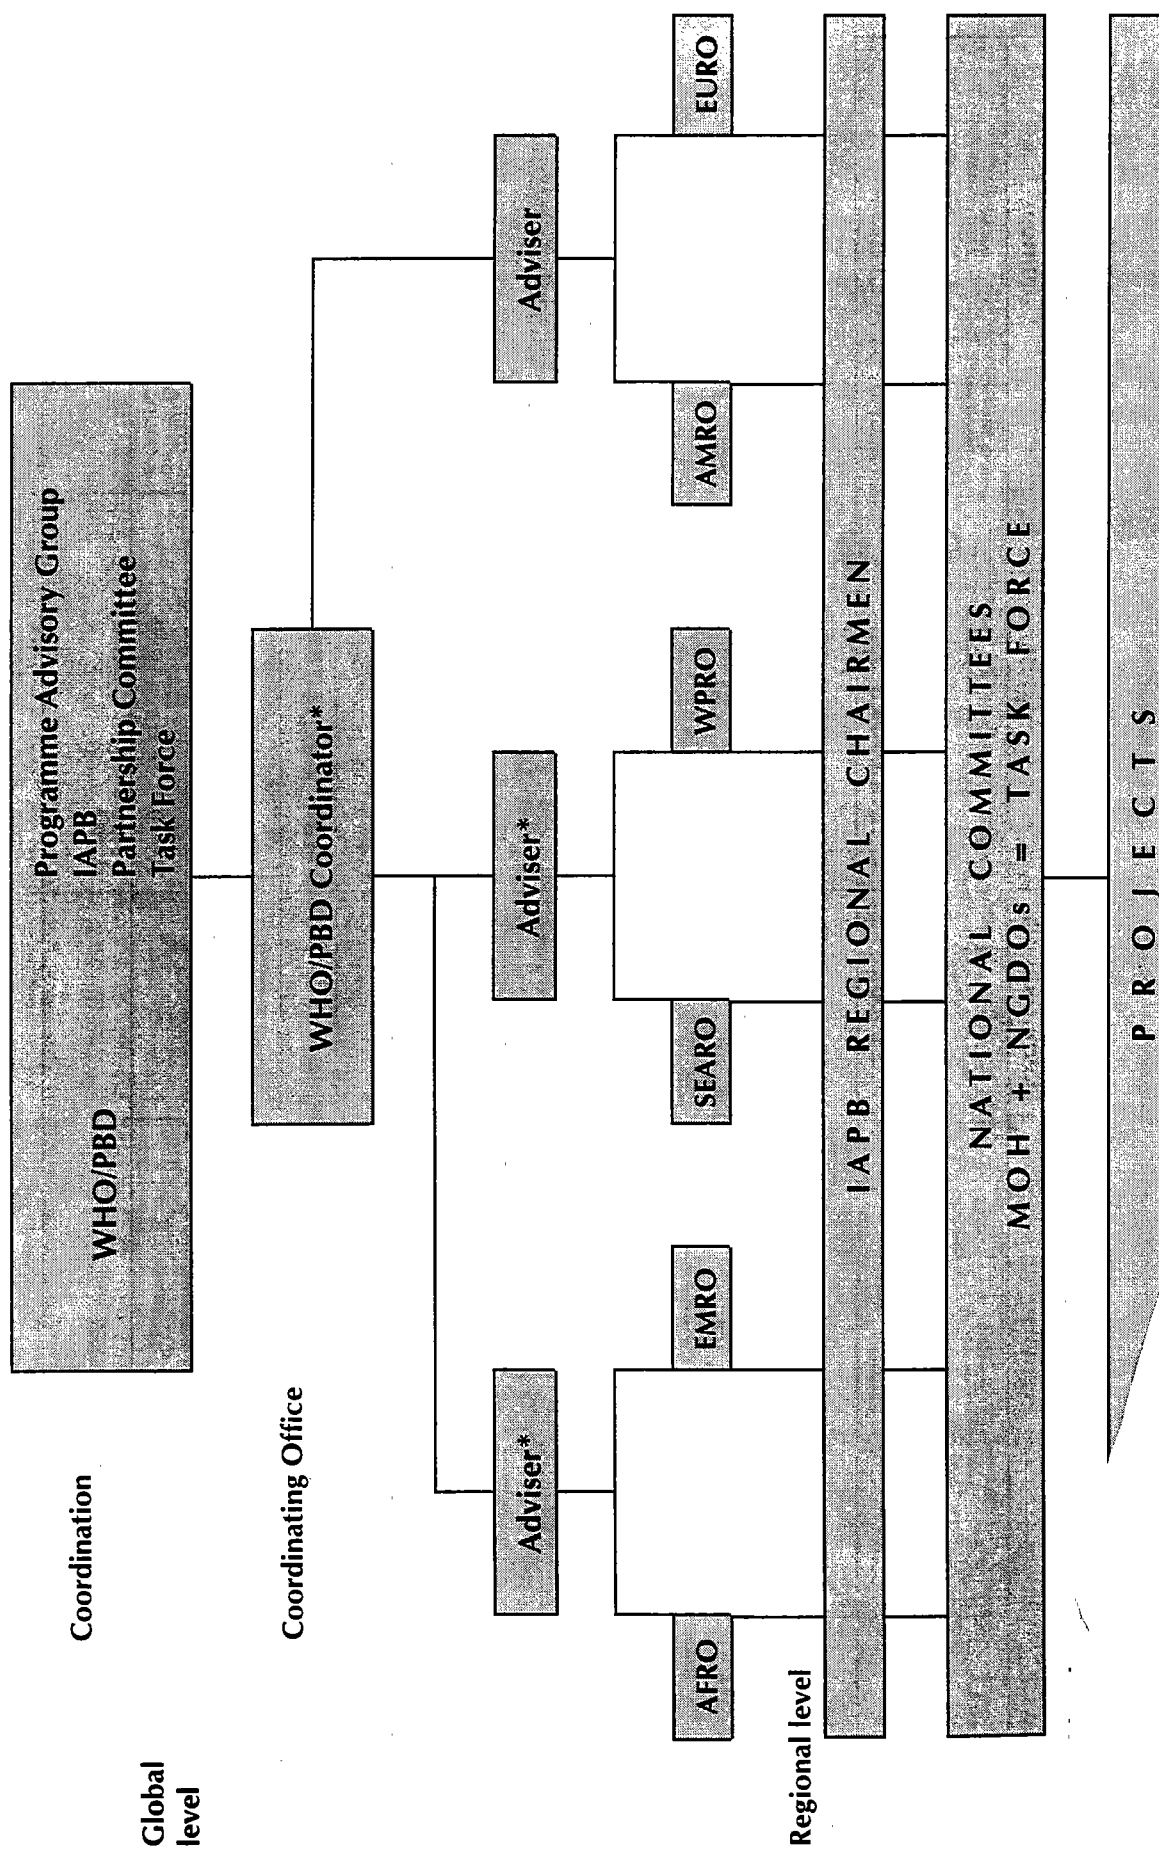 Global
level
Coordination
WHO/PBD
Programme Advisory Group
IAPB
Partnership Committee
Task Force
Coordinating Office
WHO/PBD Coordinator*
Adviser*
Adviser*
Adviser
AFRO
EMRO
SEARO
WPRO
AMRO
EURO
Regional level
IAPB REGIONAL CHAIRMEN
NATIONAL COMMITTEES
MOH + NGDOs = TASK FORCE
PROJECTS